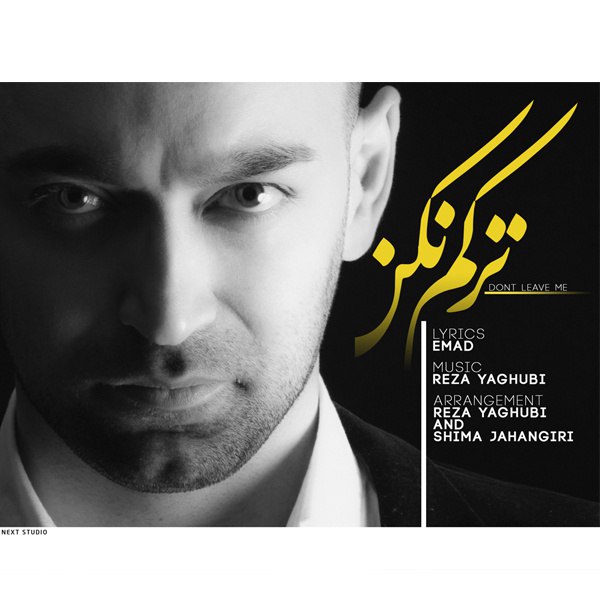 ترکم نکن
DONT LEAVE ME
LYRICS
EMAD
MUSIC
REZA YAGHUBI
ARRANGEMENT
REZA YAGHUBI
AND
SHIMA JAHANGIRI
NEXT STUDIO